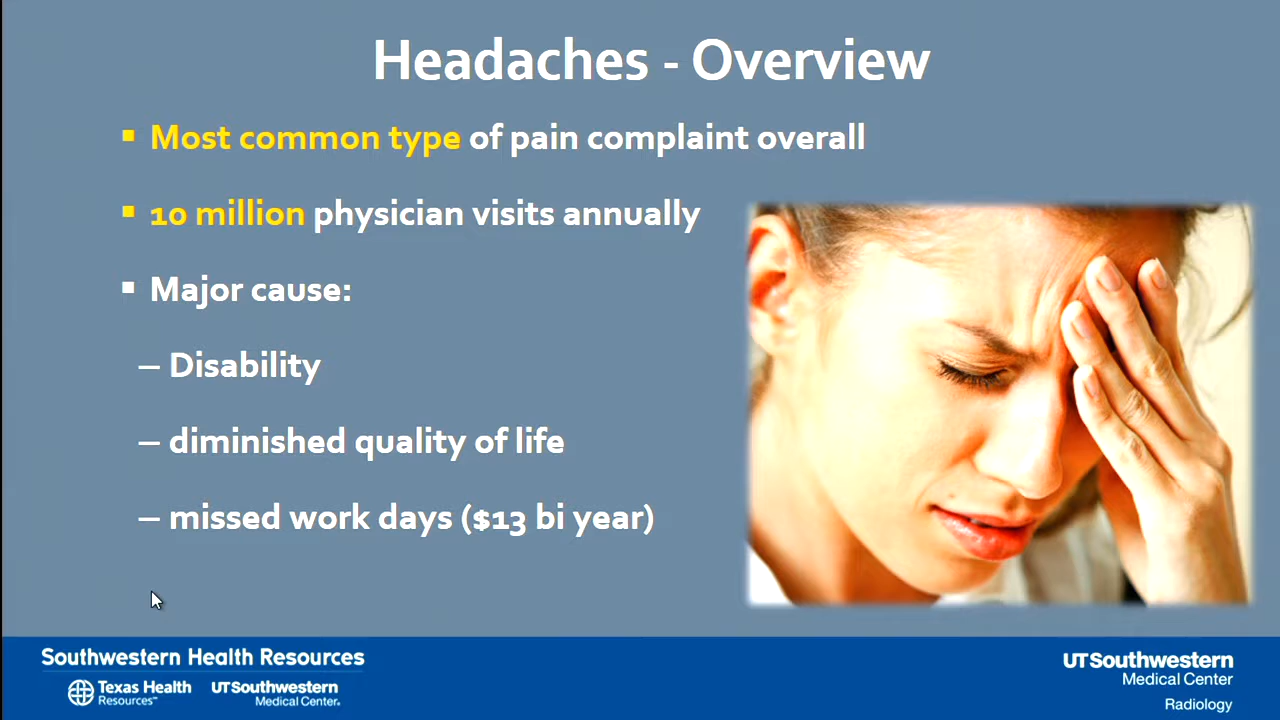 Headaches - Overview
▪ Most common type of pain complaint overall
▪ 10 million physician visits annually
▪ Major cause:
– Disability
– diminished quality of life
– missed work days ($13 bi year)
Southwestern Health Resources
Texas Health Resources℠
UTSouthwestern Medical Center.
UTSouthwestern
Medical Center
Radiology